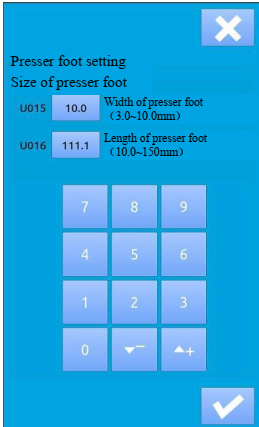 Presser foot setting
Size of presser foot
U015 10.0 Width of presser foot
（3.0~10.0mm）
U016 111.1 Length of presser foot
（10.0~150mm）
7 8 9
4 5 6
1 2 3
0 ▼− ▲+